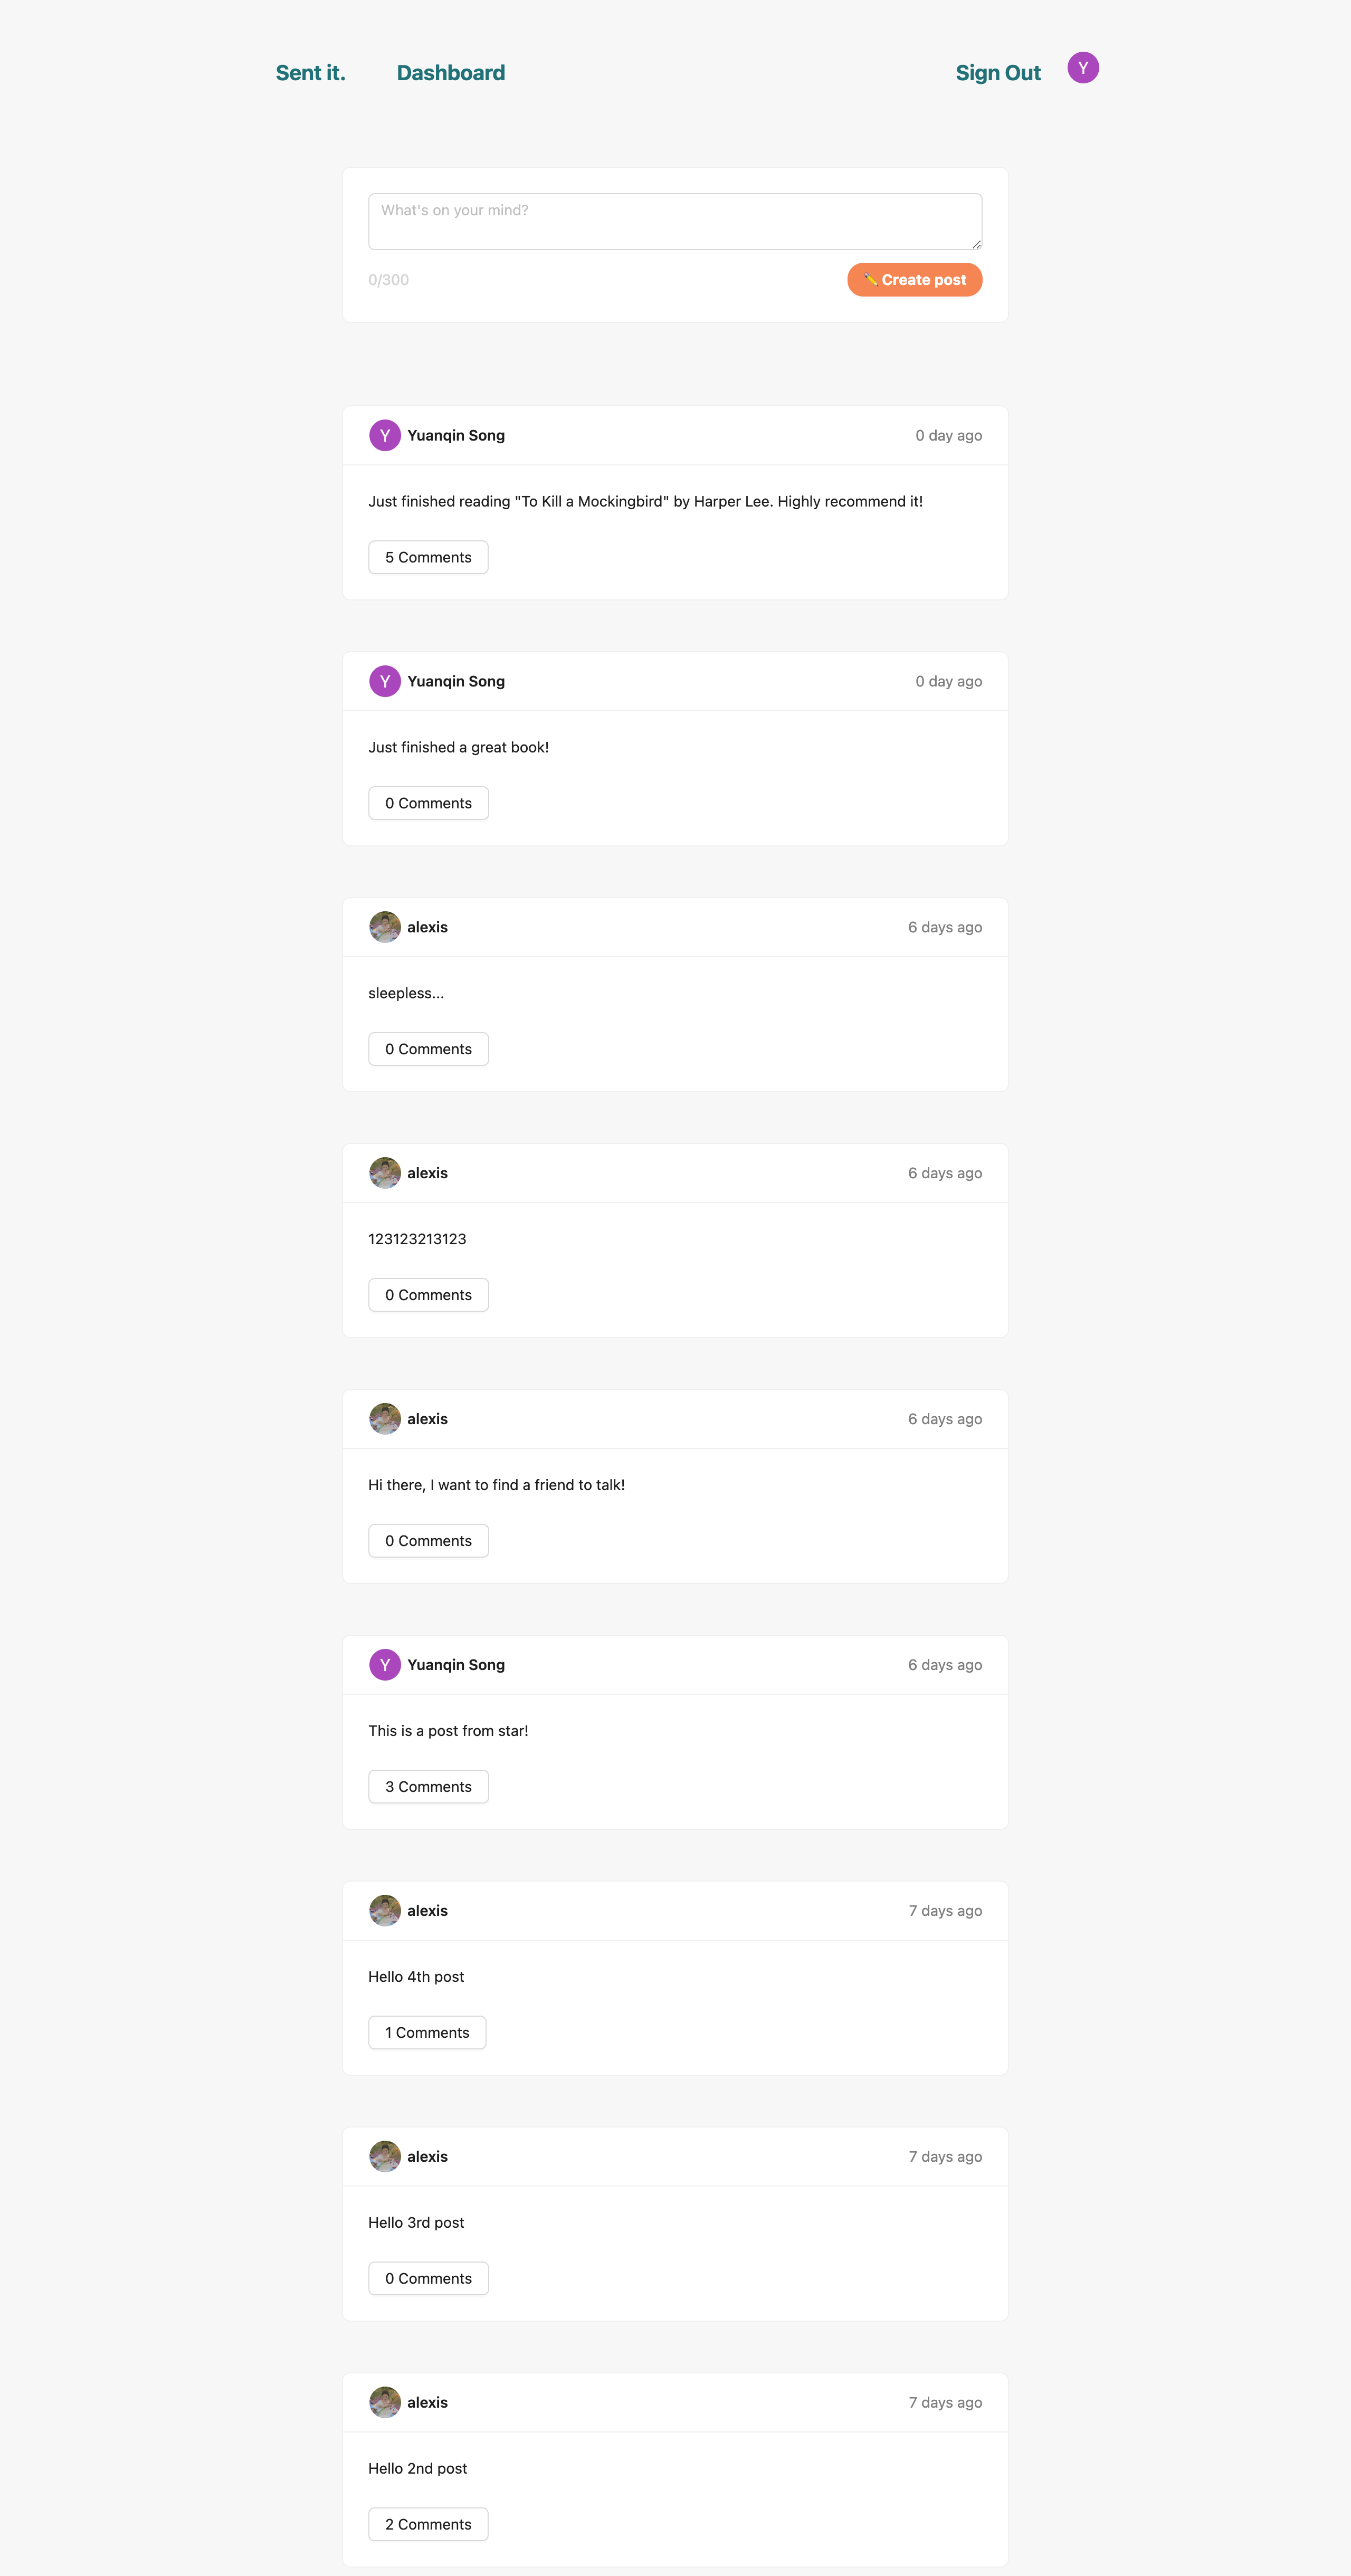 Sent it. Dashboard Sign Out Y
What's on your mind?
0/300 ✏️ Create post
Y Yuanqin Song 0 day ago
Just finished reading "To Kill a Mockingbird" by Harper Lee. Highly recommend it!
5 Comments
Y Yuanqin Song 0 day ago
Just finished a great book!
0 Comments
alexis 6 days ago
sleepless...
0 Comments
alexis 6 days ago
123123213123
0 Comments
alexis 6 days ago
Hi there, I want to find a friend to talk!
0 Comments
Y Yuanqin Song 6 days ago
This is a post from star!
3 Comments
alexis 7 days ago
Hello 4th post
1 Comments
alexis 7 days ago
Hello 3rd post
0 Comments
alexis 7 days ago
Hello 2nd post
2 Comments